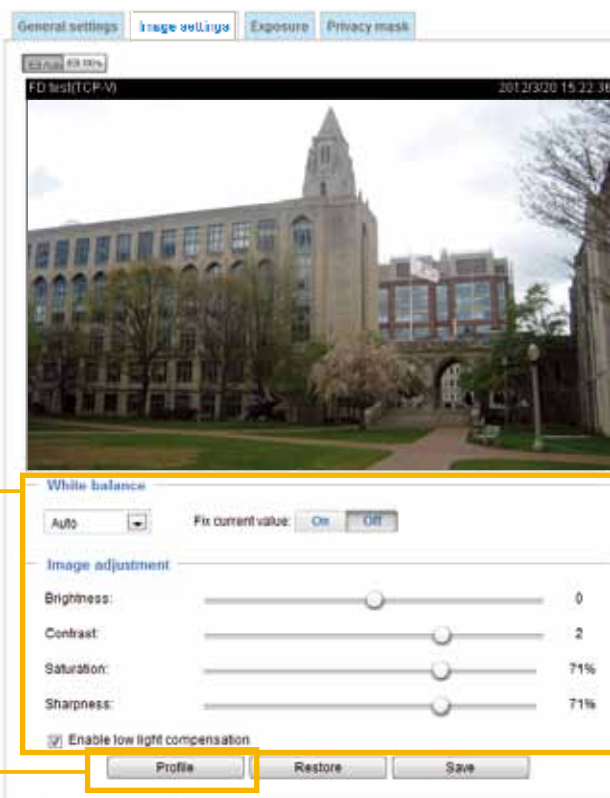 General settings Image settings Exposure Privacy mask
FD test(TCP-V) 2012/3/20 15:22:36
White balance
Auto Fix current value: On Off
Image adjustment
Brightness: 0
Contrast: 2
Saturation: 71%
Sharpness: 71%
Enable low light compensation
Profile Restore Save